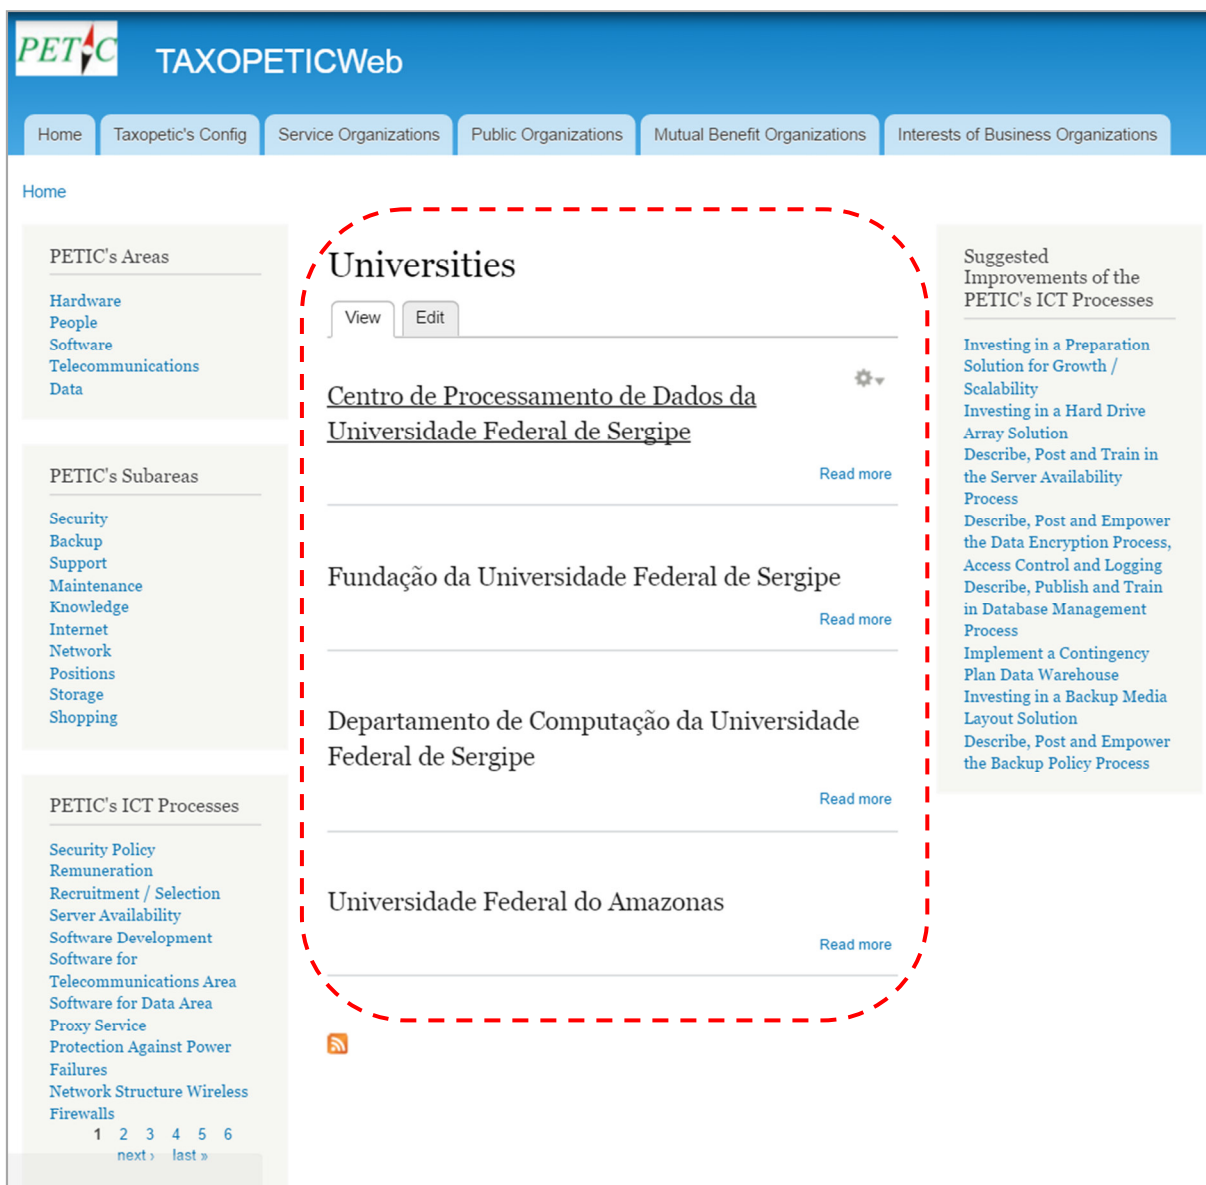 PETIC
TAXOPETICWeb
Home
Taxopetic's Config
Service Organizations
Public Organizations
Mutual Benefit Organizations
Interests of Business Organizations
Home
PETIC's Areas
Hardware
People
Software
Telecommunications
Data
PETIC's Subareas
Security
Backup
Support
Maintenance
Knowledge
Internet
Network
Positions
Storage
Shopping
PETIC's ICT Processes
Security Policy
Remuneration
Recruitment / Selection
Server Availability
Software Development
Software for
Telecommunications Area
Software for Data Area
Proxy Service
Protection Against Power
Failures
Network Structure Wireless
Firewalls
1 2 3 4 5 6
next › last »
Universities
View
Edit
Centro de Processamento de Dados da
Universidade Federal de Sergipe
Read more
Fundação da Universidade Federal de Sergipe
Read more
Departamento de Computação da Universidade
Federal de Sergipe
Read more
Universidade Federal do Amazonas
Read more
Suggested
Improvements of the
PETIC's ICT Processes
Investing in a Preparation
Solution for Growth /
Scalability
Investing in a Hard Drive
Array Solution
Describe, Post and Train in
the Server Availability
Process
Describe, Post and Empower
the Data Encryption Process,
Access Control and Logging
Describe, Publish and Train
in Database Management
Process
Implement a Contingency
Plan Data Warehouse
Investing in a Backup Media
Layout Solution
Describe, Post and Empower
the Backup Policy Process